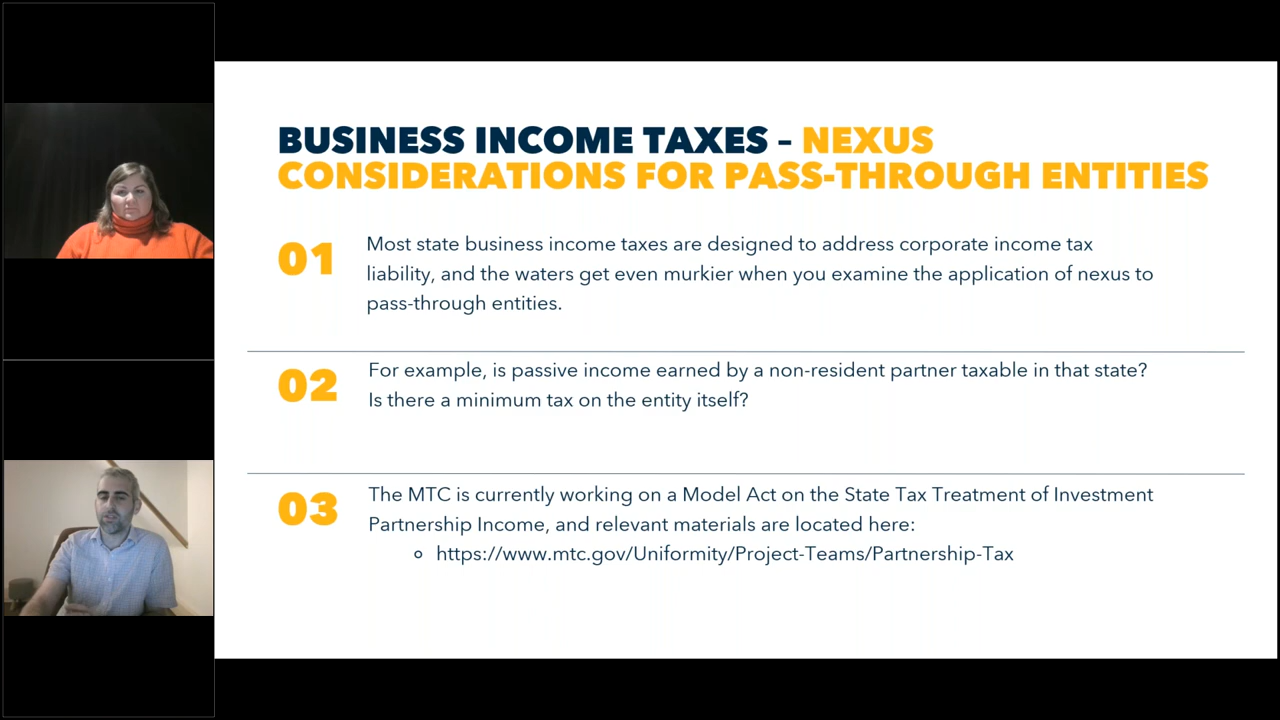 BUSINESS INCOME TAXES – NEXUS
CONSIDERATIONS FOR PASS-THROUGH ENTITIES
01
Most state business income taxes are designed to address corporate income tax
liability, and the waters get even murkier when you examine the application of nexus to
pass-through entities.
02
For example, is passive income earned by a non-resident partner taxable in that state?
Is there a minimum tax on the entity itself?
03
The MTC is currently working on a Model Act on the State Tax Treatment of Investment
Partnership Income, and relevant materials are located here:
https://www.mtc.gov/Uniformity/Project-Teams/Partnership-Tax